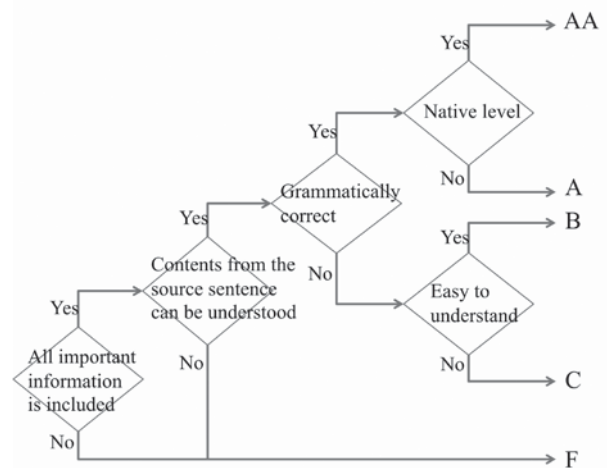 AA
Yes
Native level
Yes
No
A
Grammatically
correct
B
Yes
Yes
No
Contents from the
source sentence
can be understood
Easy to
understand
Yes
No
No
C
All important
information
is included
No
F